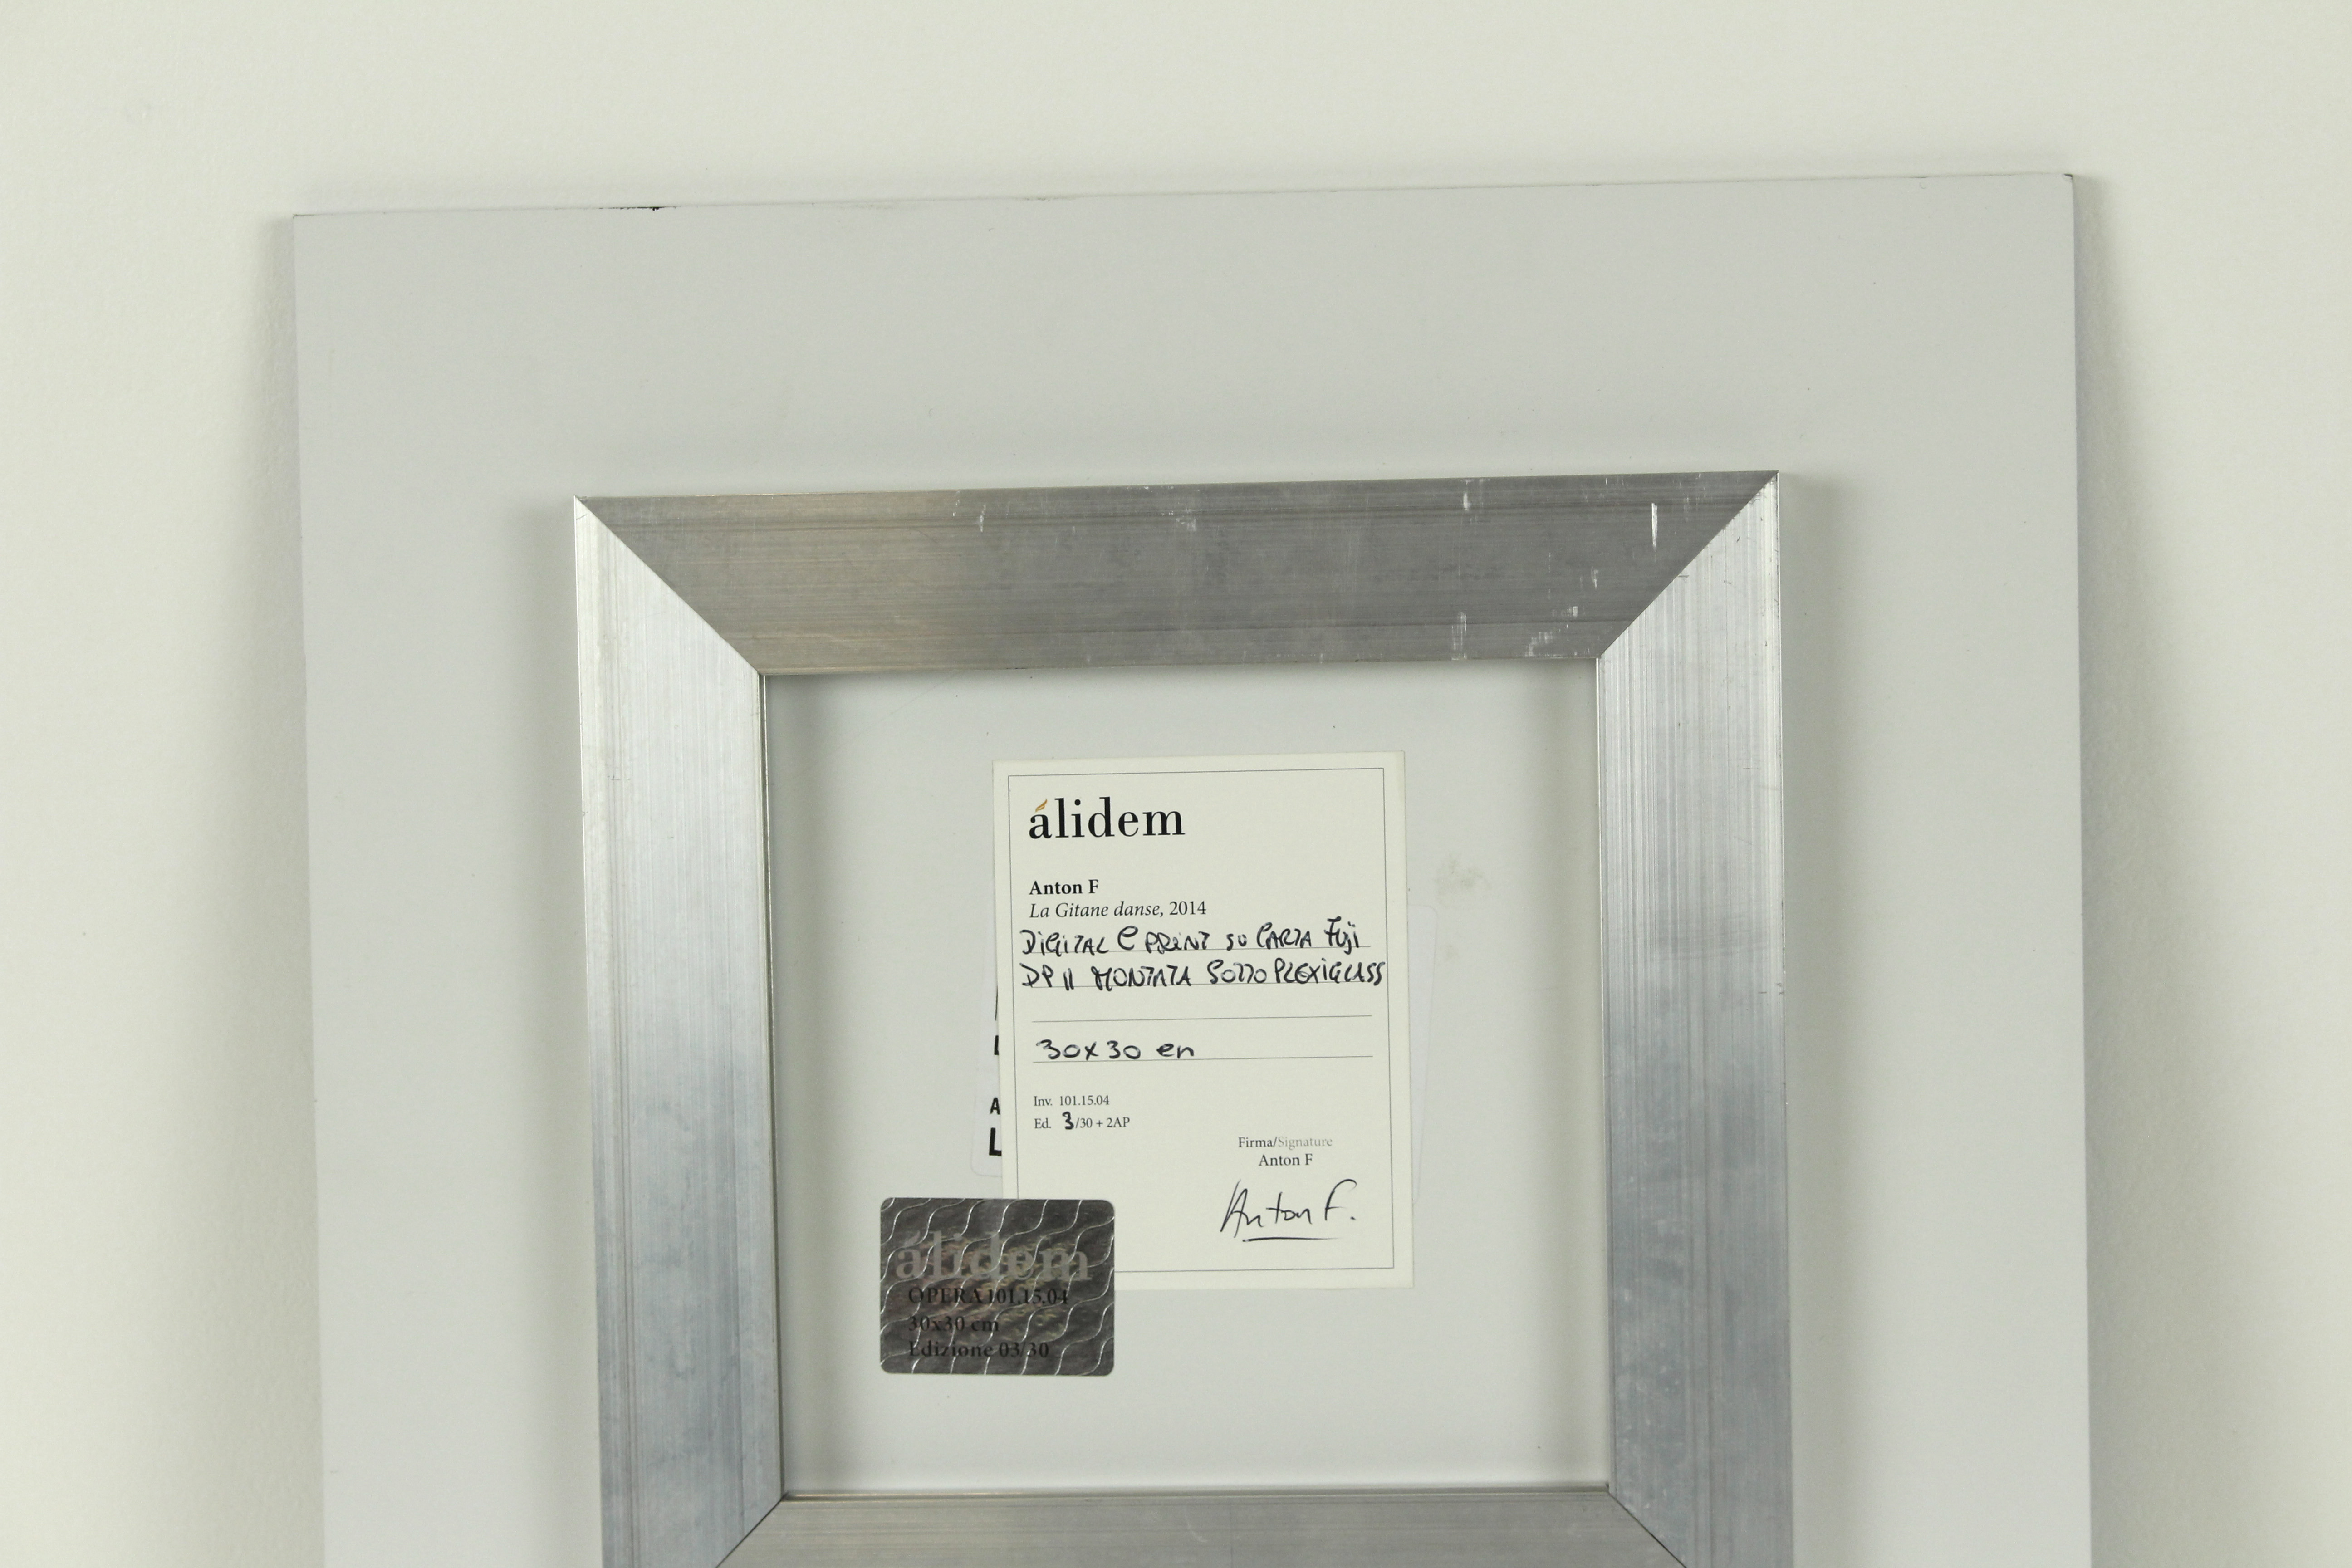 álidem
Anton F
La Gitane danse, 2014
DiGiTAL C PRiNT SU CARTA Fuji
DP II MONTATA SOTTO PLEXiGLASS
30x30 cm
Inv. 101.15.04
Ed. 3/30 + 2AP
Firma/Signature
Anton F
Anton F.
A
L
álidem
OPERA 101.15.04
30x30 cm
Edizione 03/30